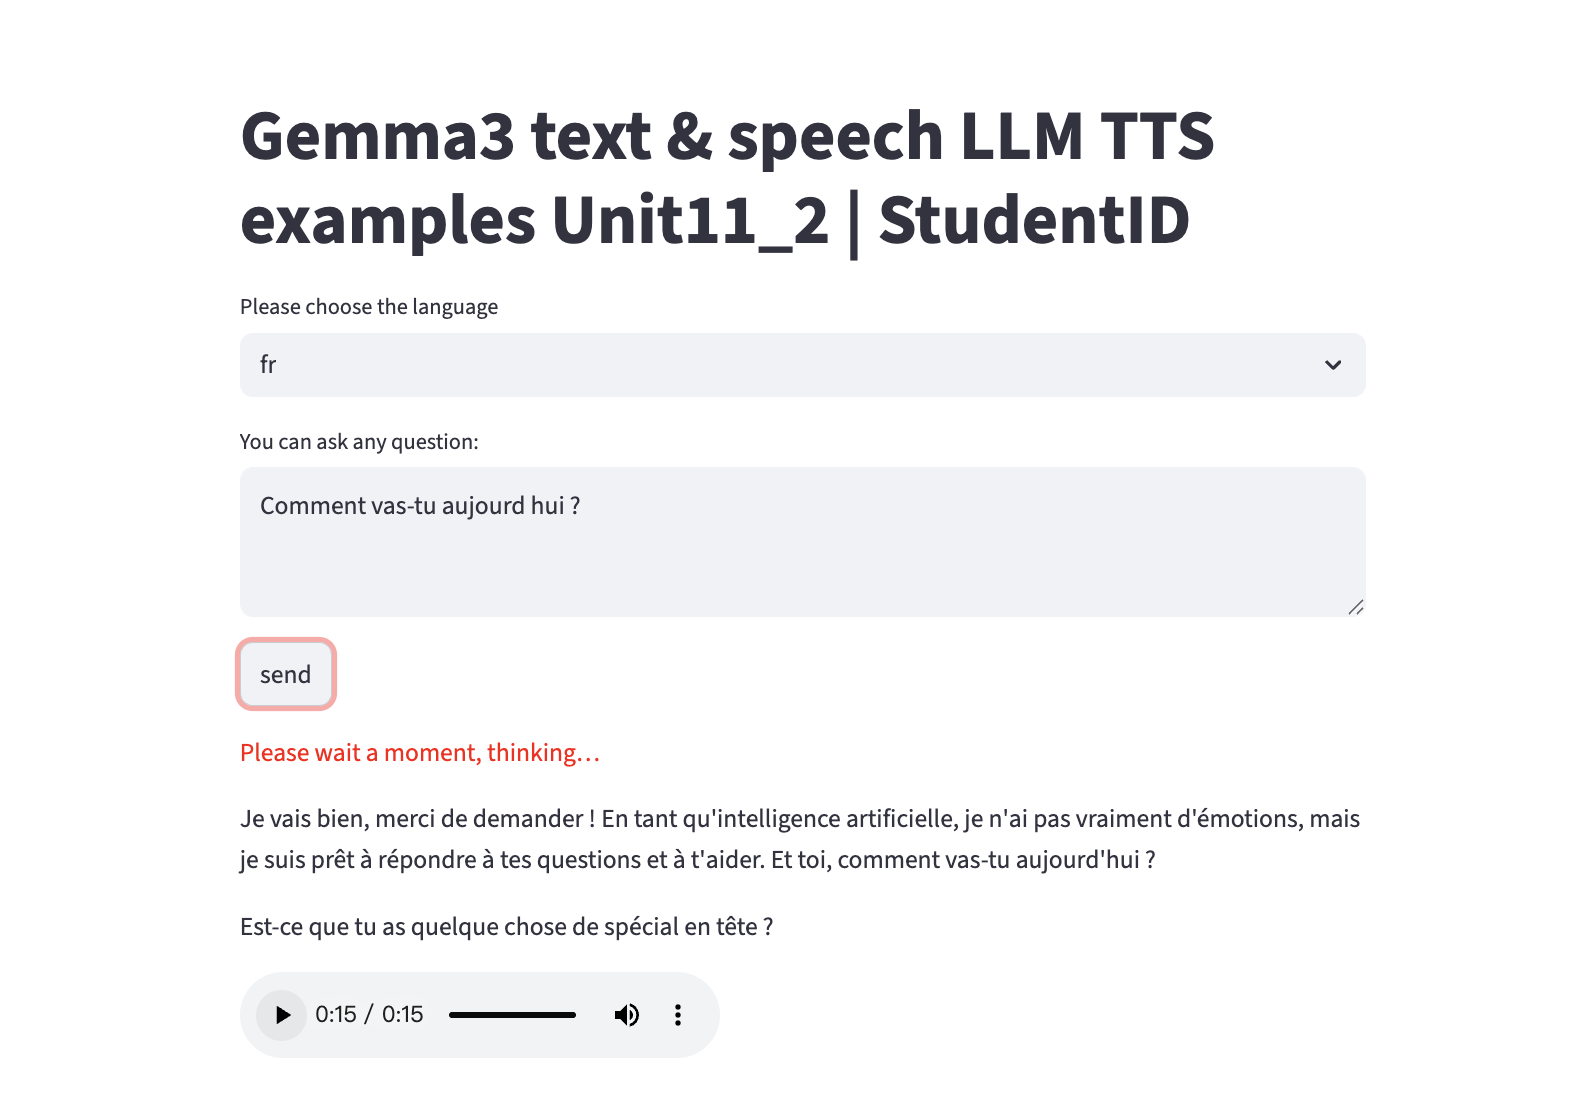 Gemma3 text & speech LLM TTS
examples Unit11_2 | StudentID
Please choose the language
fr
You can ask any question:
Comment vas-tu aujourd hui ?
send
Please wait a moment, thinking…
Je vais bien, merci de demander ! En tant qu'intelligence artificielle, je n'ai pas vraiment d'émotions, mais
je suis prêt à répondre à tes questions et à t'aider. Et toi, comment vas-tu aujourd'hui ?
Est-ce que tu as quelque chose de spécial en tête ?
0:15 / 0:15